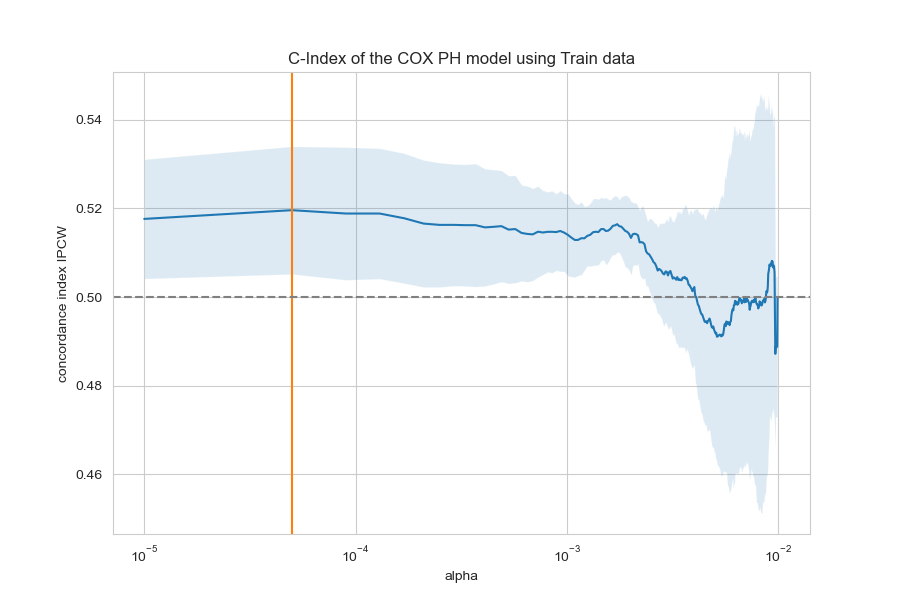 C-Index of the COX PH model using Train data
concordance index IPCW
0.54
0.52
0.50
0.48
0.46
10⁻⁵ 10⁻⁴ 10⁻³ 10⁻²
alpha